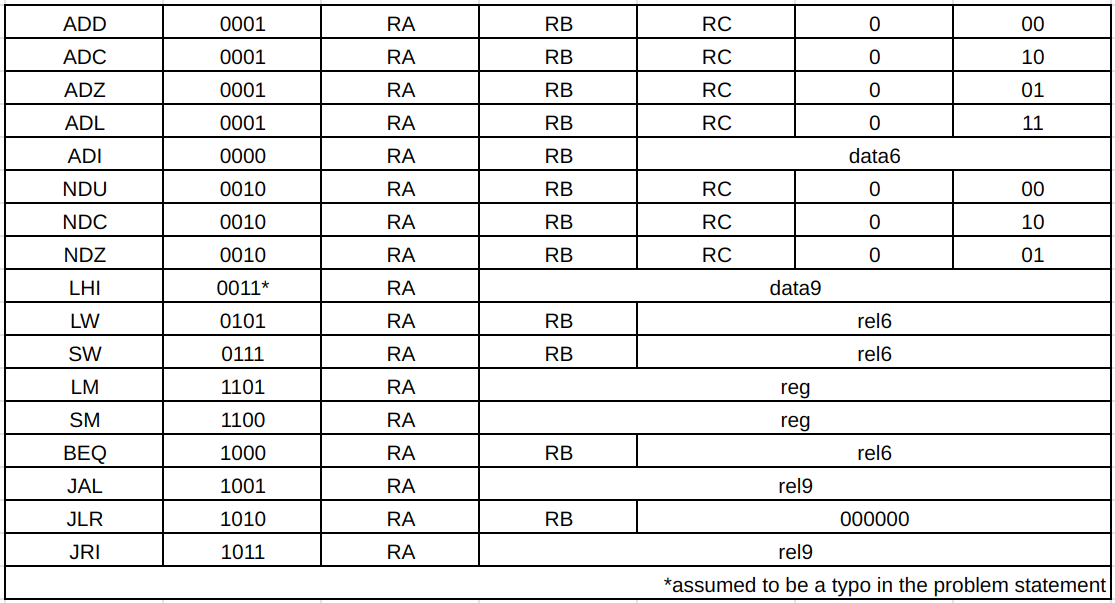 ADD 0001 RA RB RC 0 00
ADC 0001 RA RB RC 0 10
ADZ 0001 RA RB RC 0 01
ADL 0001 RA RB RC 0 11
ADI 0000 RA RB data6
NDU 0010 RA RB RC 0 00
NDC 0010 RA RB RC 0 10
NDZ 0010 RA RB RC 0 01
LHI 0011* RA data9
LW 0101 RA RB rel6
SW 0111 RA RB rel6
LM 1101 RA reg
SM 1100 RA reg
BEQ 1000 RA RB rel6
JAL 1001 RA rel9
JLR 1010 RA RB 000000
JRI 1011 RA rel9
*assumed to be a typo in the problem statement